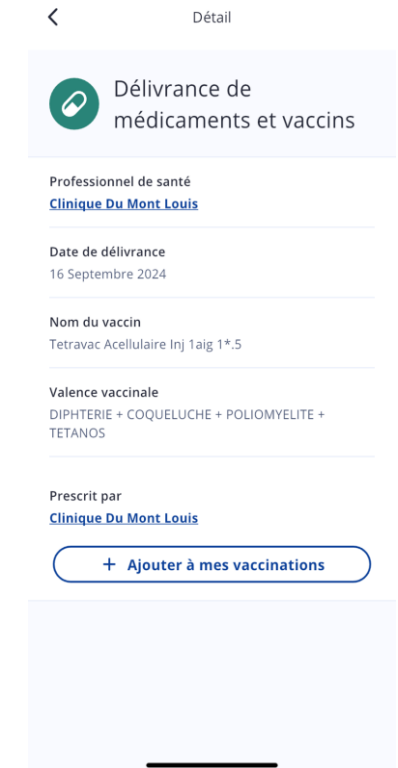 Détail
Délivrance de
médicaments et vaccins
Professionnel de santé
Clinique Du Mont Louis
Date de délivrance
16 Septembre 2024
Nom du vaccin
Tetravac Acellulaire Inj 1aig 1*.5
Valence vaccinale
DIPHTERIE + COQUELUCHE + POLIOMYELITE +
TETANOS
Prescrit par
Clinique Du Mont Louis
+ Ajouter à mes vaccinations